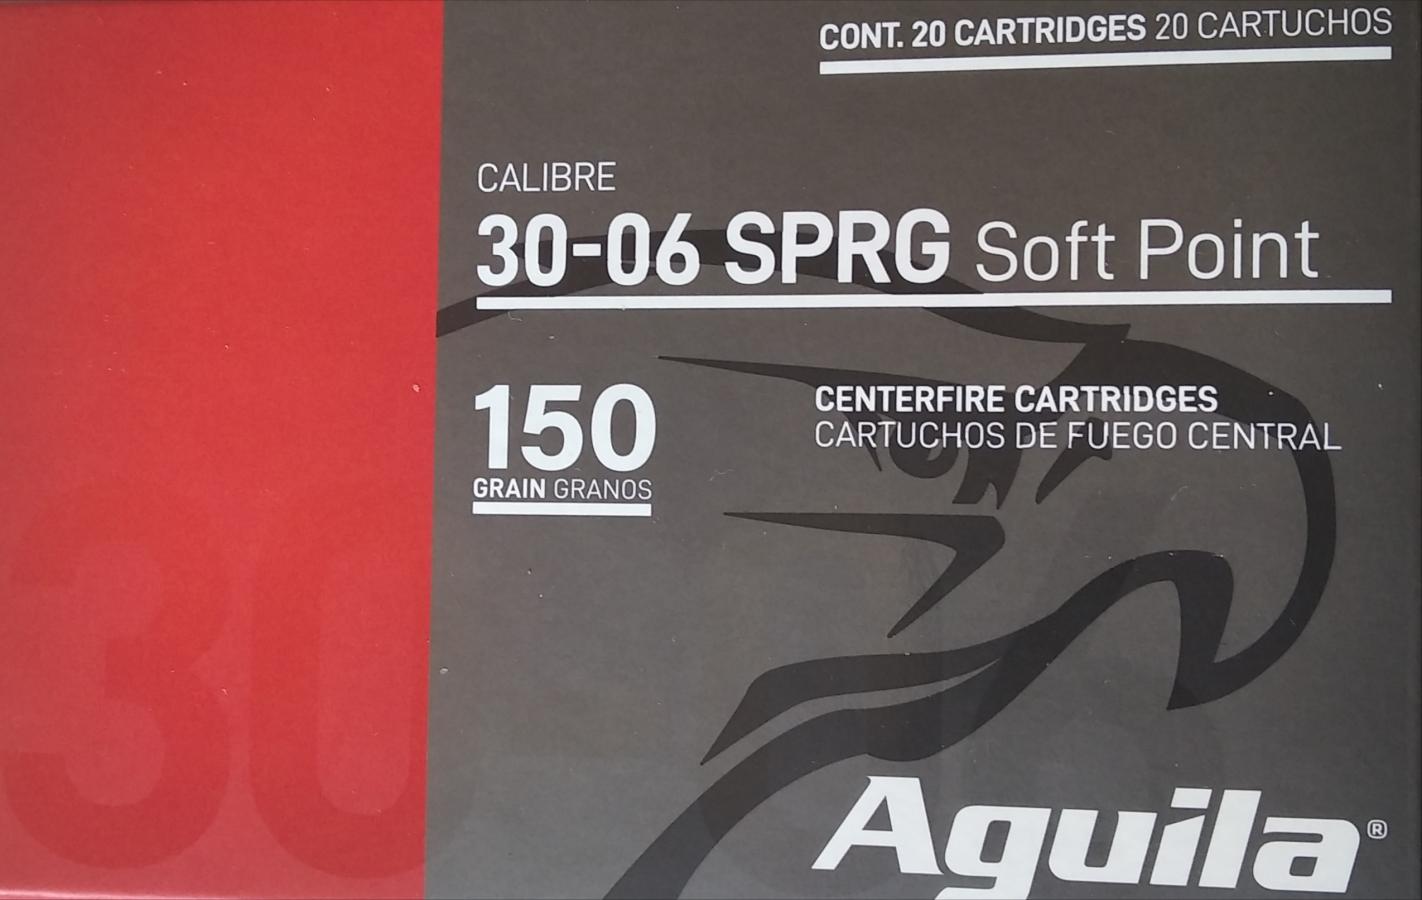 CONT. 20 CARTRIDGES 20 CARTUCHOS
CALIBRE
30-06 SPRG Soft Point
150
GRAIN GRANOS
CENTERFIRE CARTRIDGES
CARTUCHOS DE FUEGO CENTRAL
30
Aguila®